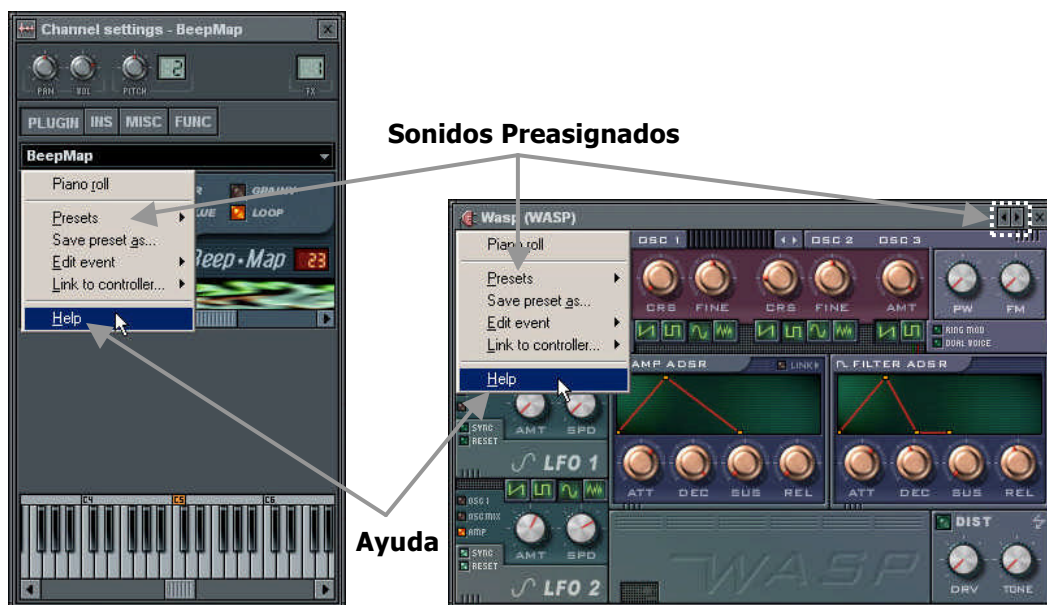 Channel settings - BeepMap
PAN VOL PITCH FX
PLUGIN INS MISC FUNC
BeepMap
Piano roll
Presets
Save preset as...
Edit event
Link to controller...
Help
GRAINY
LOOP
Beep•Map 23
C4 C5 C6
Sonidos Preasignados
Ayuda
Wasp (WASP)
Piano roll
Presets
Save preset as...
Edit event
Link to controller...
Help
OSC 1 OSC 2 OSC 3
CRS FINE CRS FINE AMT PW FM
RING MOD
DUAL VOICE
AMP ADSR LINK FILTER ADSR
SYNC
RESET
AMT SPD
LFO 1
ATT DEC SUS REL ATT DEC SUS REL
OSC 1
OSC MIX
AMP
SYNC
RESET
AMT SPD
LFO 2
WASP
DIST
DRV TONE